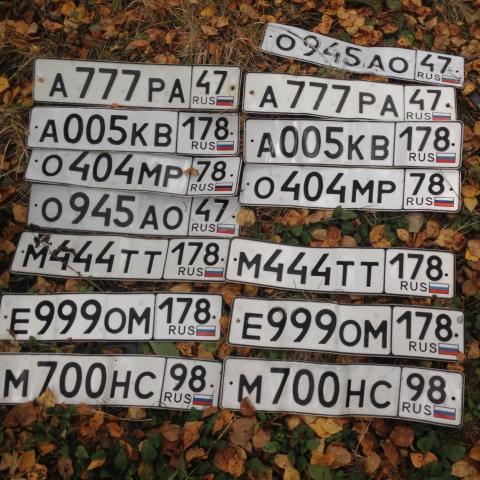 О945АО 47 RUS
А777РА 47 RUS
А777РА 47 RUS
А005КВ 178 RUS
А005КВ 178 RUS
О404МР 78 RUS
О404МР 78 RUS
О945АО 47 RUS
М444ТТ 178 RUS
М444ТТ 178 RUS
Е999ОМ 178 RUS
Е999ОМ 178 RUS
М700НС 98 RUS
М700НС 98 RUS